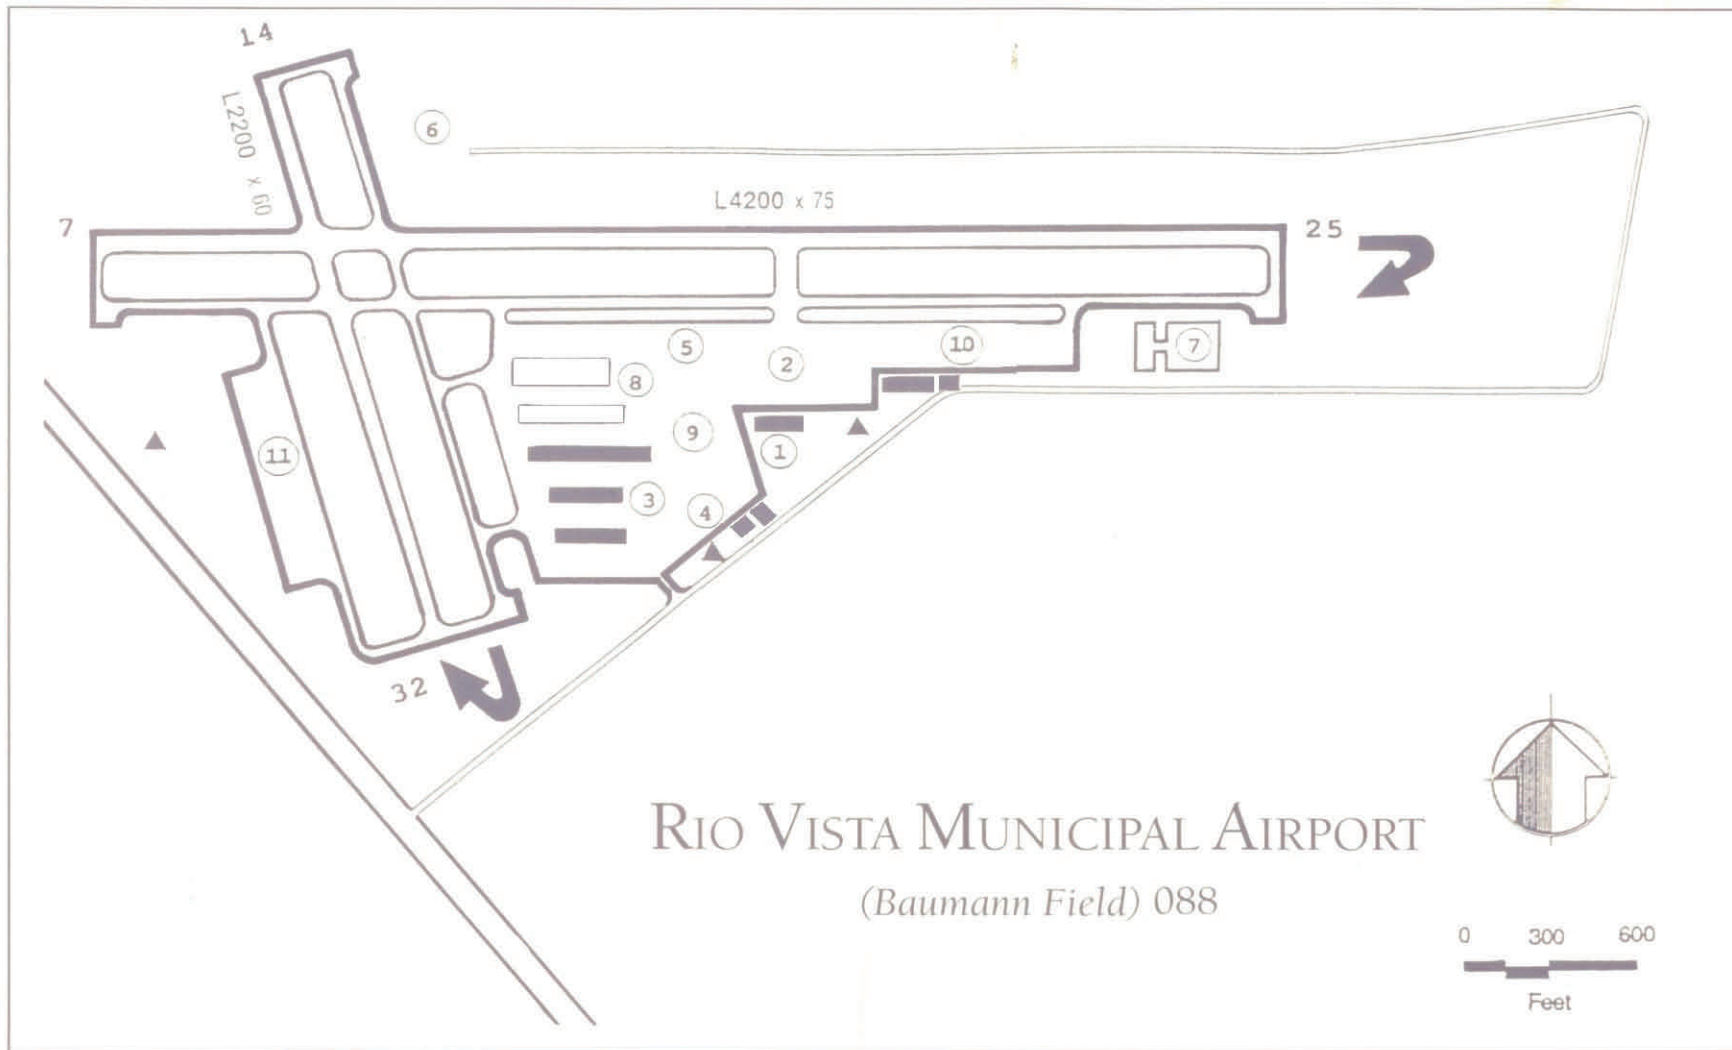 14
L2200 x 60
6
L4200 x 75
7
25
5
2
10
7
8
9
11
1
3
4
32
RIO VISTA MUNICIPAL AIRPORT
(Baumann Field) 088
0 300 600
Feet